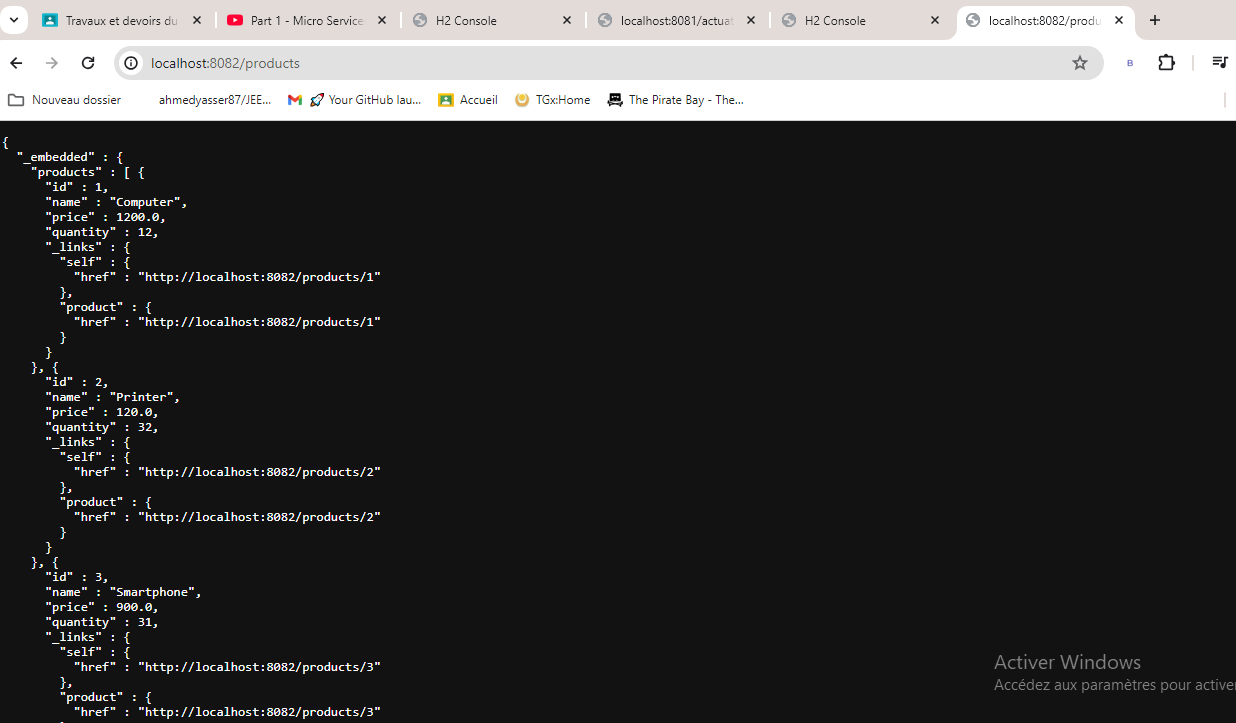 Travaux et devoirs du
Part 1 - Micro Service
H2 Console
localhost:8081/actuat
H2 Console
localhost:8082/produ
localhost:8082/products
B
Nouveau dossier
ahmedyasser87/JEE...
Your GitHub lau...
Accueil
TGx:Home
The Pirate Bay - The...
{
"_embedded" : {
"products" : [ {
"id" : 1,
"name" : "Computer",
"price" : 1200.0,
"quantity" : 12,
"_links" : {
"self" : {
"href" : "http://localhost:8082/products/1"
},
"product" : {
"href" : "http://localhost:8082/products/1"
}
}
}, {
"id" : 2,
"name" : "Printer",
"price" : 120.0,
"quantity" : 32,
"_links" : {
"self" : {
"href" : "http://localhost:8082/products/2"
},
"product" : {
"href" : "http://localhost:8082/products/2"
}
}
}, {
"id" : 3,
"name" : "Smartphone",
"price" : 900.0,
"quantity" : 31,
"_links" : {
"self" : {
"href" : "http://localhost:8082/products/3"
},
"product" : {
"href" : "http://localhost:8082/products/3"
Activer Windows
Accédez aux paramètres pour activer